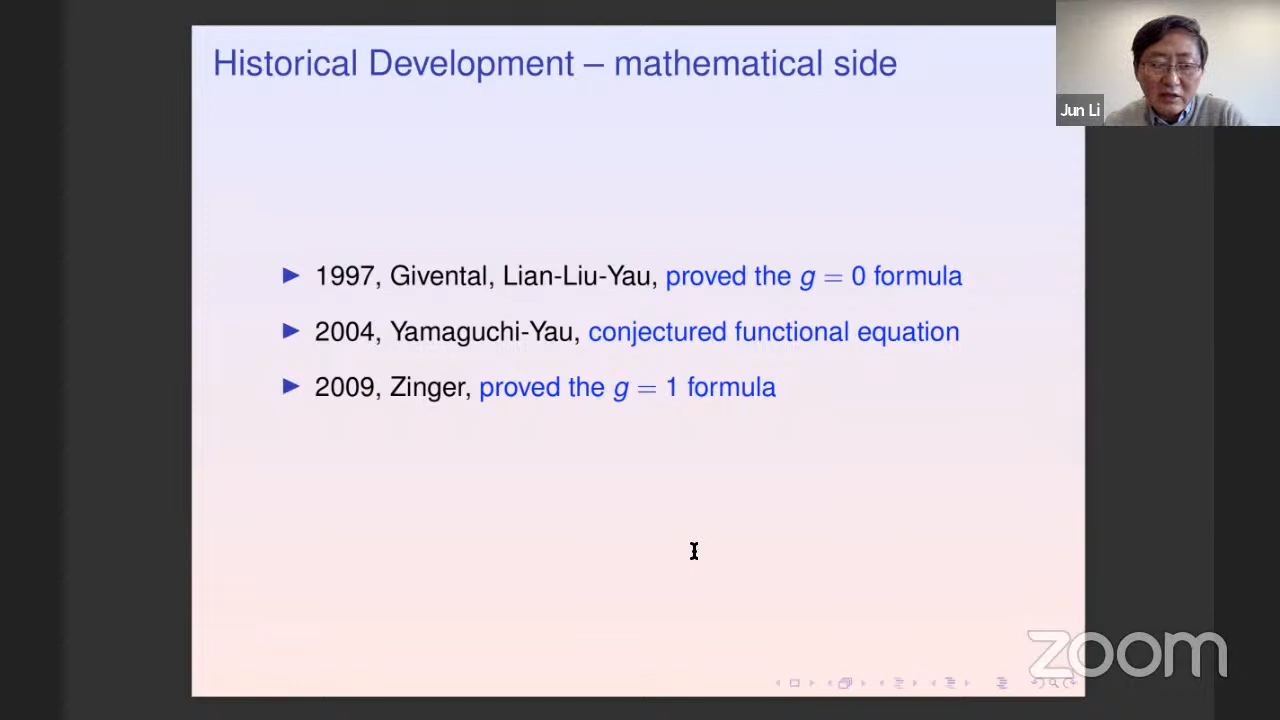 Historical Development – mathematical side
Jun Li
▶ 1997, Givental, Lian-Liu-Yau, proved the g = 0 formula
▶ 2004, Yamaguchi-Yau, conjectured functional equation
▶ 2009, Zinger, proved the g = 1 formula
zoom